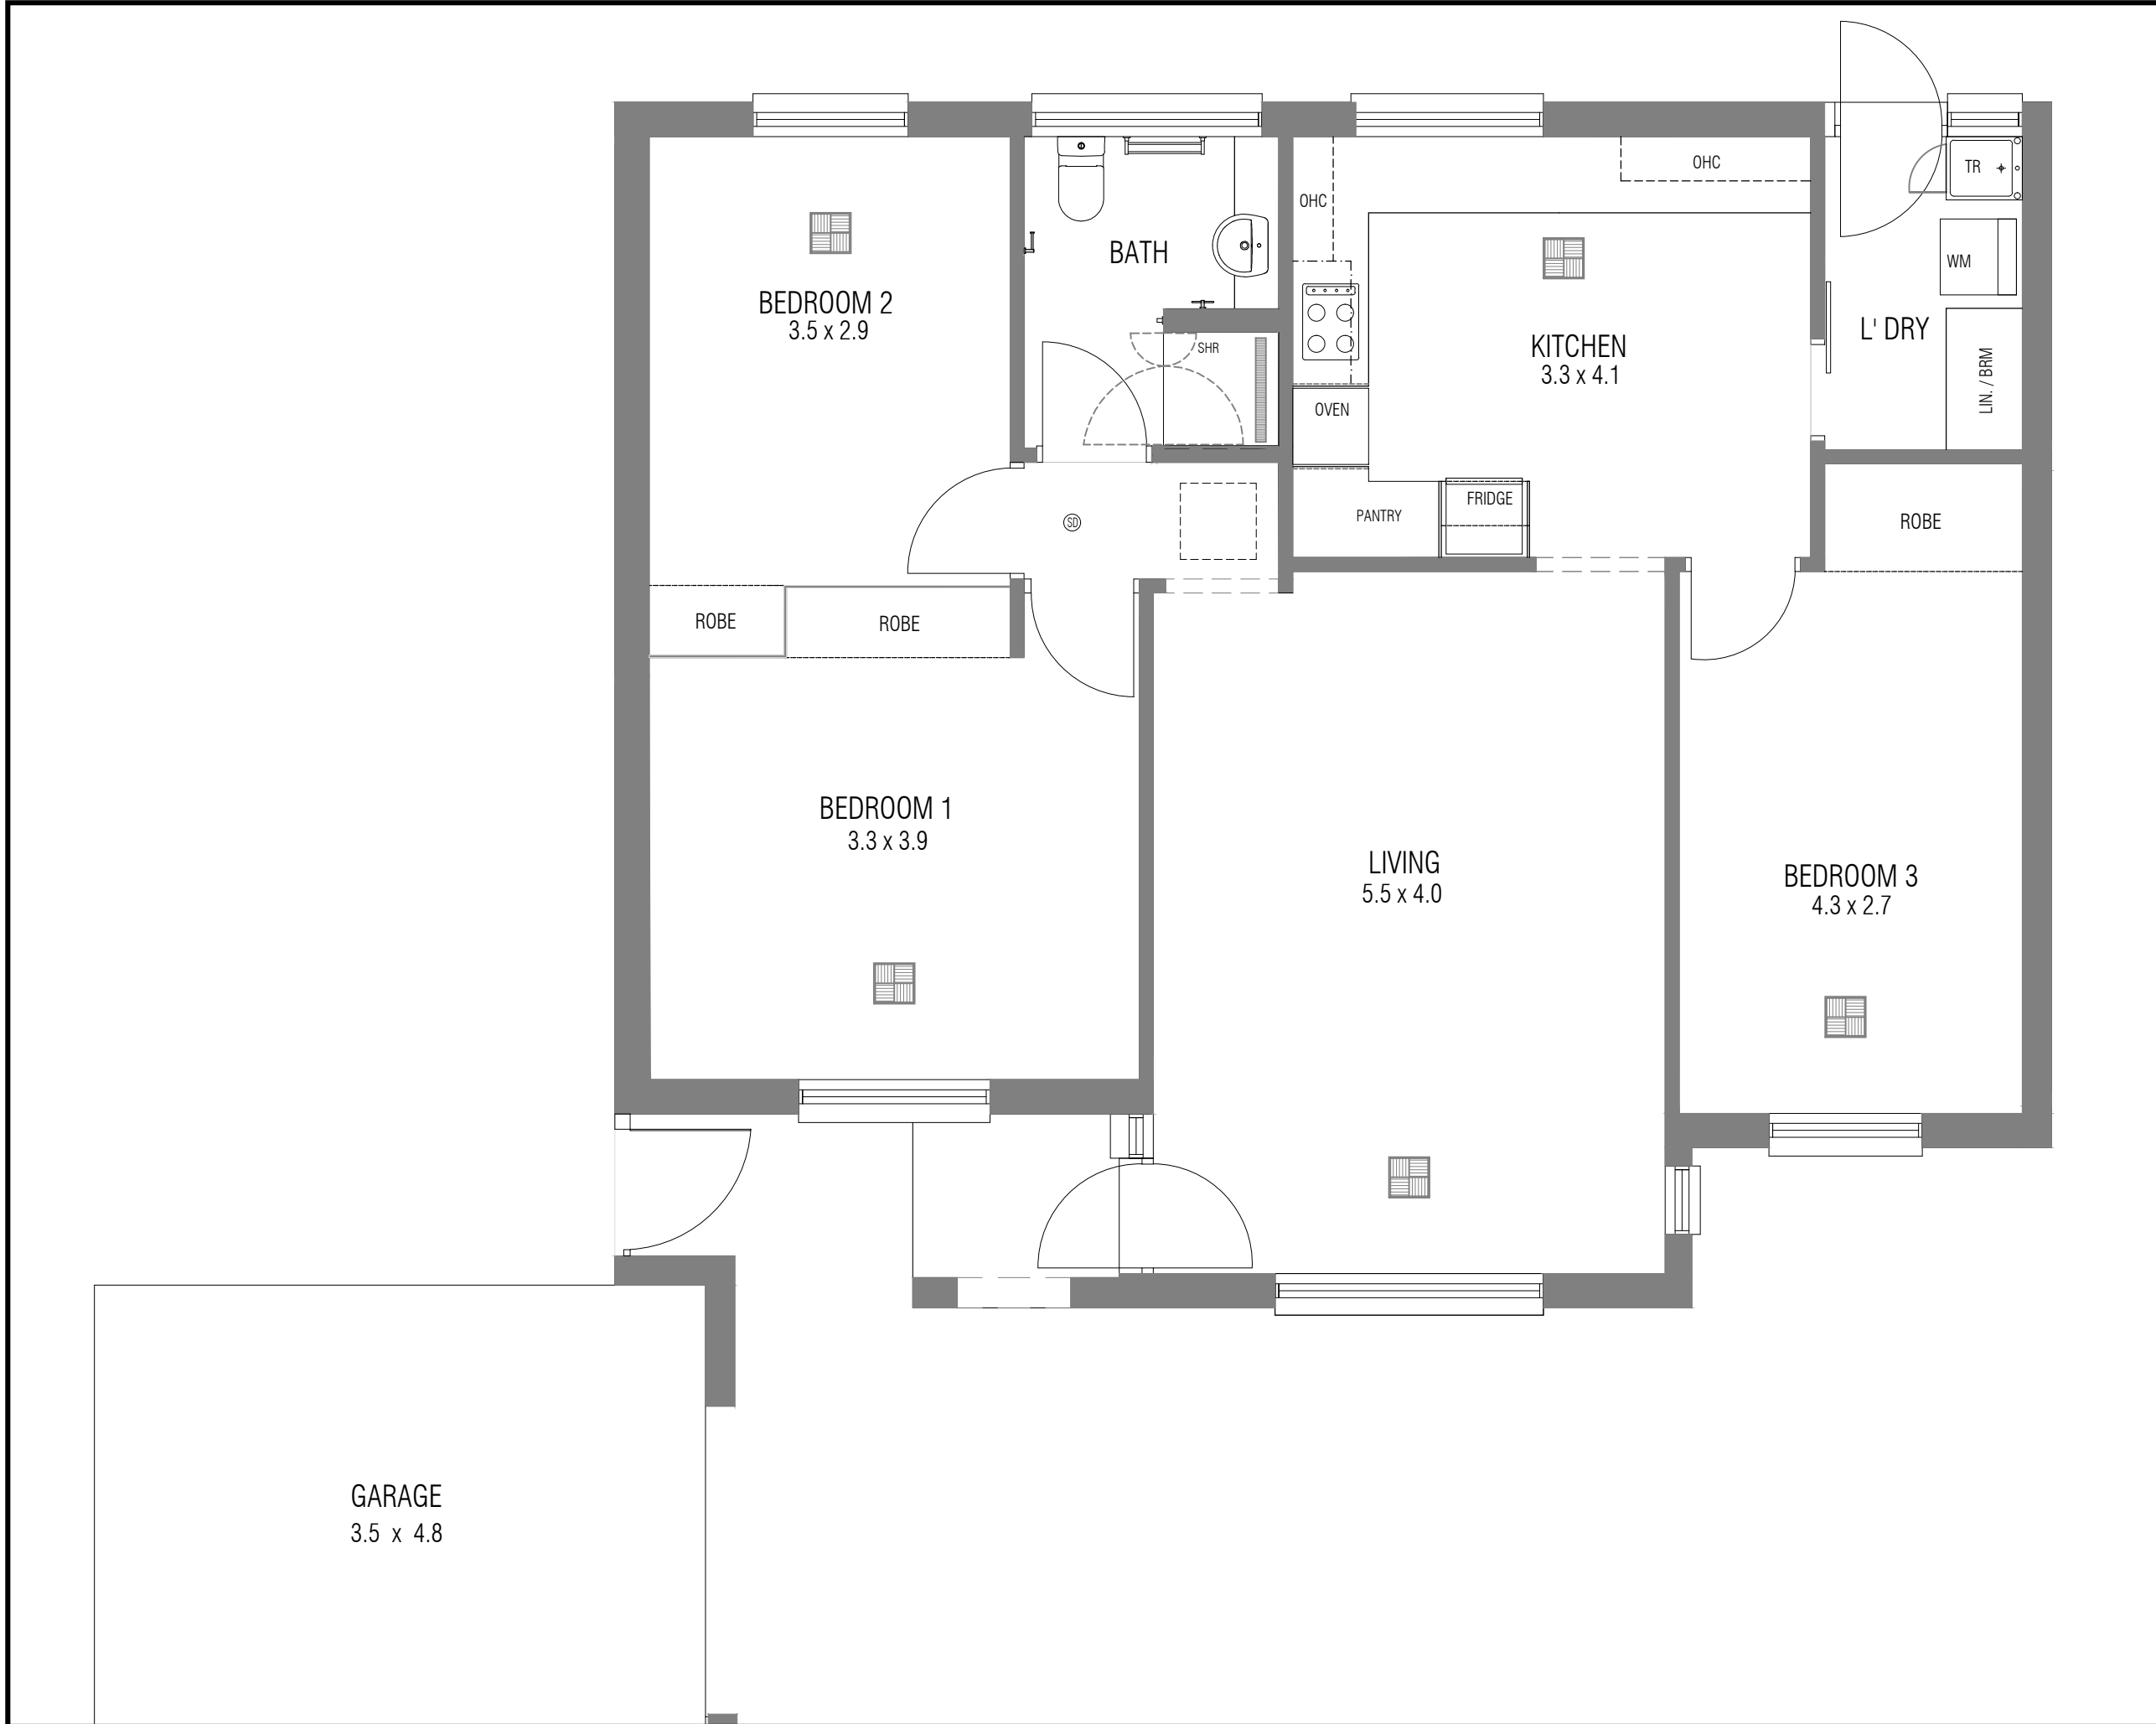 OHC
TR
OHC
BATH
WM
BEDROOM 2
3.5 x 2.9
L' DRY
SHR
KITCHEN
3.3 x 4.1
LIN. / BRM
OVEN
FRIDGE
PANTRY
SD
ROBE
ROBE
ROBE
BEDROOM 1
3.3 x 3.9
LIVING
5.5 x 4.0
BEDROOM 3
4.3 x 2.7
GARAGE
3.5 x 4.8